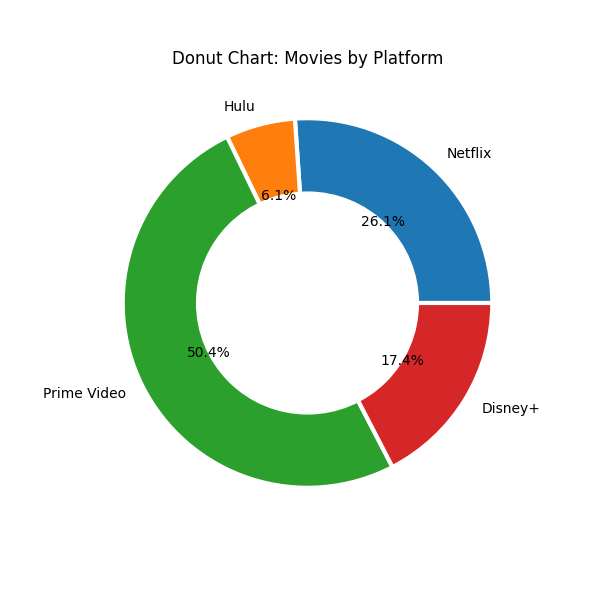 Donut Chart: Movies by Platform
Hulu
Netflix
6.1%
26.1%
50.4%
17.4%
Prime Video
Disney+